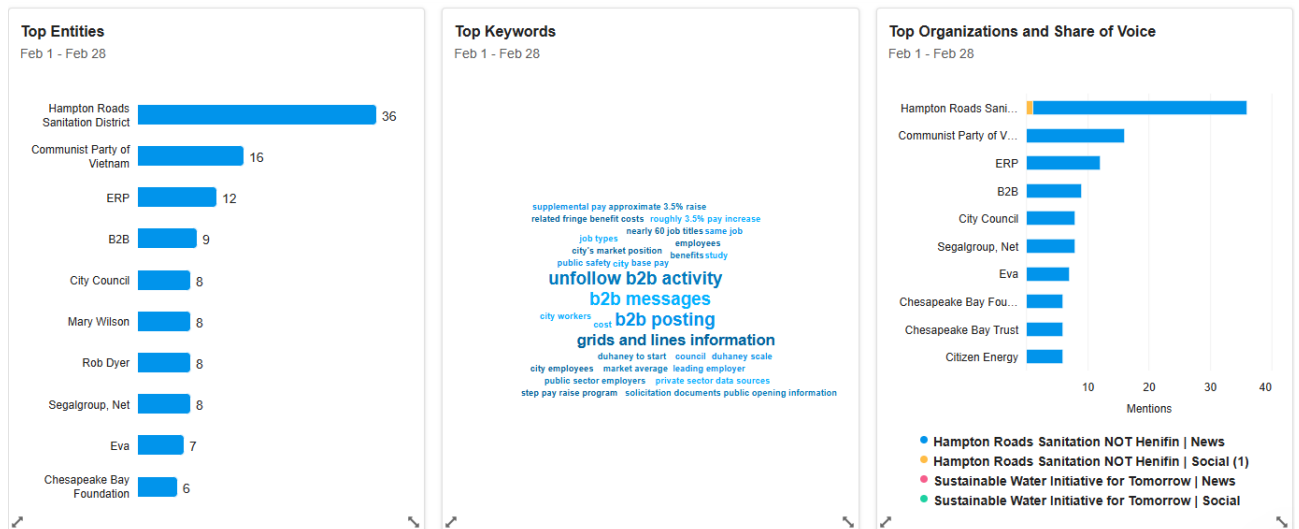 Top Entities
Feb 1 - Feb 28
Hampton Roads
Sanitation District
36
Communist Party of
Vietnam
16
ERP
12
B2B
9
City Council
8
Mary Wilson
8
Rob Dyer
8
Segalgroup, Net
8
Eva
7
Chesapeake Bay
Foundation
6
Top Keywords
Feb 1 - Feb 28
supplemental pay approximate 3.5% raise
related fringe benefit costs roughly 3.5% pay increase
nearly 60 job titles same job
job types employees
city's market position
benefits study
public safety city base pay
unfollow b2b activity
b2b messages
city workers cost b2b posting
grids and lines information
duhaney to start council duhaney scale
city employees market average leading employer
public sector employers private sector data sources
step pay raise program solicitation documents public opening information
Top Organizations and Share of Voice
Feb 1 - Feb 28
Hampton Roads Sani...
Communist Party of V...
ERP
B2B
City Council
Segalgroup, Net
Eva
Chesapeake Bay Fou...
Chesapeake Bay Trust
Citizen Energy
10 20 30 40
Mentions
Hampton Roads Sanitation NOT Henifin | News
Hampton Roads Sanitation NOT Henifin | Social (1)
Sustainable Water Initiative for Tomorrow | News
Sustainable Water Initiative for Tomorrow | Social